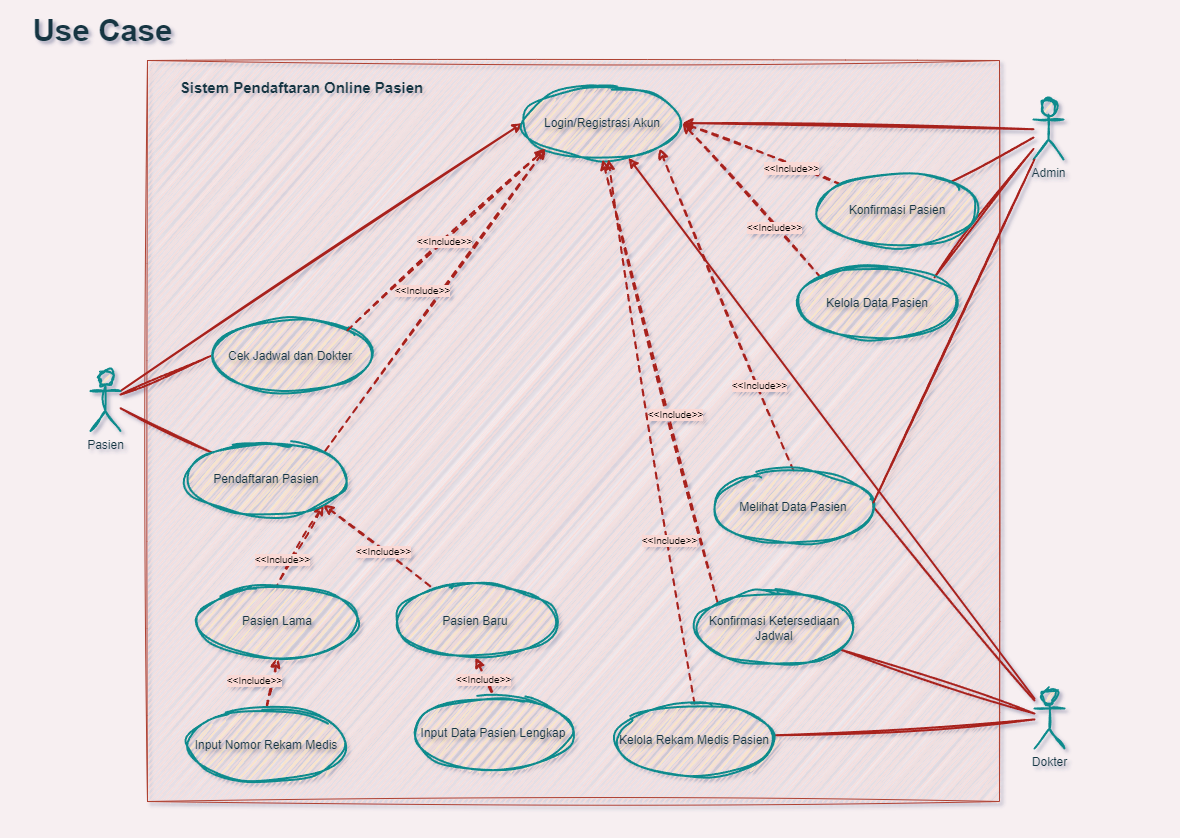 Use Case
Sistem Pendaftaran Online Pasien
Login/Registrasi Akun
<<Include>>
Admin
Konfirmasi Pasien
<<Include>>
<<Include>>
<<Include>>
Kelola Data Pasien
Cek Jadwal dan Dokter
<<Include>>
<<Include>>
Pasien
Pendaftaran Pasien
Melihat Data Pasien
<<Include>>
<<Include>>
<<Include>>
Pasien Lama
Pasien Baru
Konfirmasi Ketersediaan
Jadwal
<<Include>>
<<Include>>
Input Nomor Rekam Medis
Input Data Pasien Lengkap
Kelola Rekam Medis Pasien
Dokter